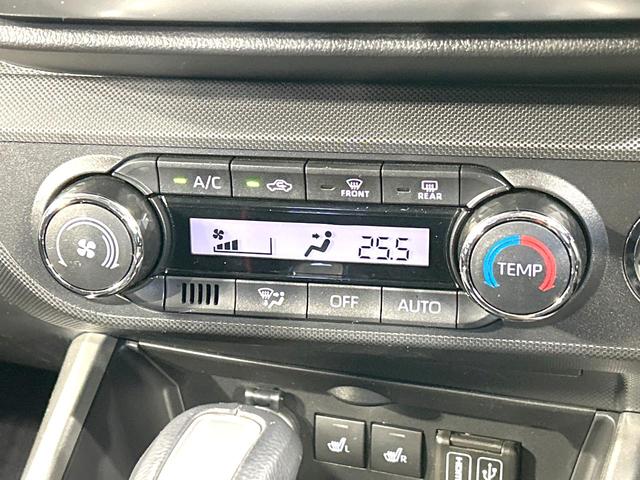 A/C
FRONT
REAR
25.5
TEMP
OFF
AUTO
L
R